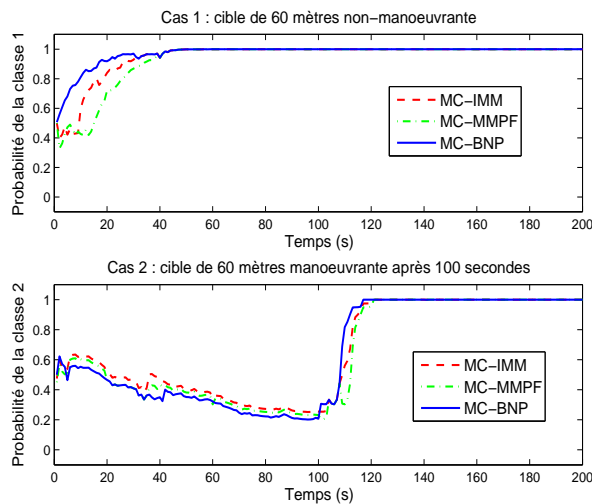 Cas 1 : cible de 60 mètres non−manoeuvrante
Probabilité de la classe 1
1
0.8
0.6
0.4
0.2
0
MC−IMM
MC−MMPF
MC−BNP
0 20 40 60 80 100 120 140 160 180 200
Temps (s)
Cas 2 : cible de 60 mètres manoeuvrante après 100 secondes
Probabilité de la classe 2
1
0.8
0.6
0.4
0.2
0
MC−IMM
MC−MMPF
MC−BNP
0 20 40 60 80 100 120 140 160 180 200
Temps (s)